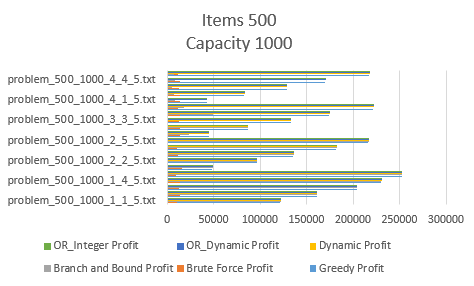 Items 500
Capacity 1000
problem_500_1000_4_4_5.txt
problem_500_1000_4_1_5.txt
problem_500_1000_3_3_5.txt
problem_500_1000_2_5_5.txt
problem_500_1000_2_2_5.txt
problem_500_1000_1_4_5.txt
problem_500_1000_1_1_5.txt
0 50000 100000 150000 200000 250000 300000
OR_Integer Profit OR_Dynamic Profit Dynamic Profit
Branch and Bound Profit Brute Force Profit Greedy Profit